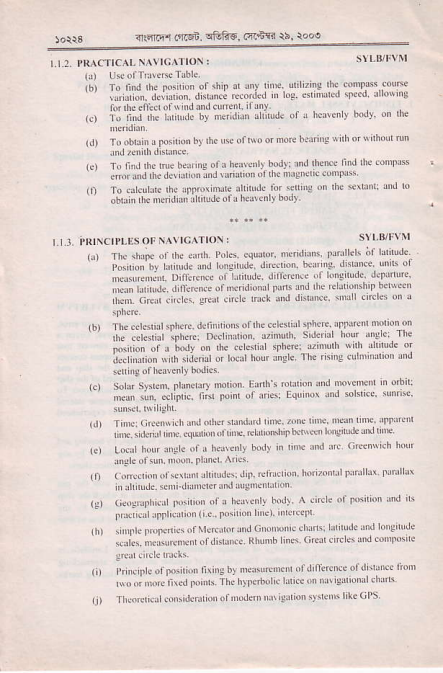 ১০২২৪ বাংলাদেশ গেজেট, অতিরিক্ত, সেপ্টেম্বর ২৯, ২০০৩
1.1.2. PRACTICAL NAVIGATION : SYLB/FVM
(a) Use of Traverse Table.
(b) To find the position of ship at any time, utilizing the compass course
variation, deviation, distance recorded in log, estimated speed, allowing
for the effect of wind and current, if any.
(c) To find the latitude by meridian altitude of a heavenly body, on the
meridian.
(d) To obtain a position by the use of two or more bearing with or without run
and zenith distance.
(e) To find the true bearing of a heavenly body; and thence find the compass
error and the deviation and variation of the magnetic compass.
(f) To calculate the approximate altitude for setting on the sextant; and to
obtain the meridian altitude of a heavenly body.
** ** **
1.1.3. PRINCIPLES OF NAVIGATION : SYLB/FVM
(a) The shape of the earth. Poles, equator, meridians, parallels of latitude.
Position by latitude and longitude, direction, bearing, distance, units of
measurement, Difference of latitude, difference of longitude, departure,
mean latitude, difference of meridional parts and the relationship between
them. Great circles, great circle track and distance, small circles on a
sphere.
(b) The celestial sphere, definitions of the celestial sphere, apparent motion on
the celestial sphere; Declination, azimuth, Siderial hour angle; The
position of a body on the celestial sphere; azimuth with altitude or
declination with siderial or local hour angle. The rising culmination and
setting of heavenly bodies.
(c) Solar System, planetary motion. Earth's rotation and movement in orbit;
mean sun, ecliptic, first point of aries; Equinox and solstice, sunrise,
sunset, twilight.
(d) Time; Greenwich and other standard time, zone time, mean time, apparent
time, siderial time, equation of time, relationship between longitude and time.
(e) Local hour angle of a heavenly body in time and arc. Greenwich hour
angle of sun, moon, planet, Aries.
(f) Correction of sextant altitudes; dip, refraction, horizontal parallax, parallax
in altitude, semi-diameter and augmentation.
(g) Geographical position of a heavenly body. A circle of position and its
practical application (i.e., position line), intercept.
(h) simple properties of Mercator and Gnomonic charts; latitude and longitude
scales, measurement of distance. Rhumb lines. Great circles and composite
great circle tracks.
(i) Principle of position fixing by measurement of difference of distance from
two or more fixed points. The hyperbolic latice on navigational charts.
(j) Theoretical consideration of modern navigation systems like GPS.